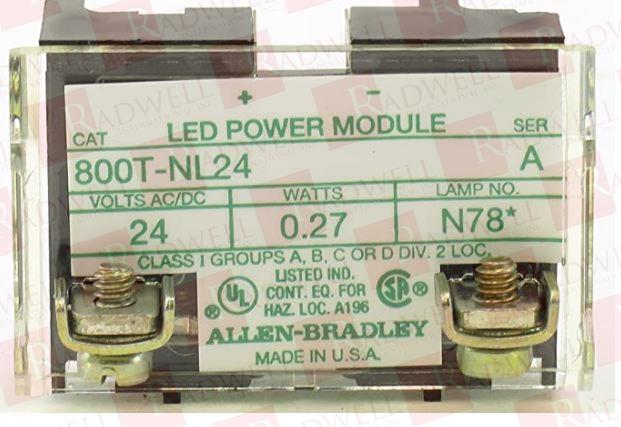 + −
CAT LED POWER MODULE SER
800T-NL24 A
VOLTS AC/DC WATTS LAMP NO.
24 0.27 N78*
CLASS I GROUPS A, B, C OR D DIV. 2 LOC.
LISTED IND.
CONT. EQ. FOR
HAZ. LOC. A196
UL ® SA ®
ALLEN-BRADLEY
MADE IN U.S.A.
RADWELL